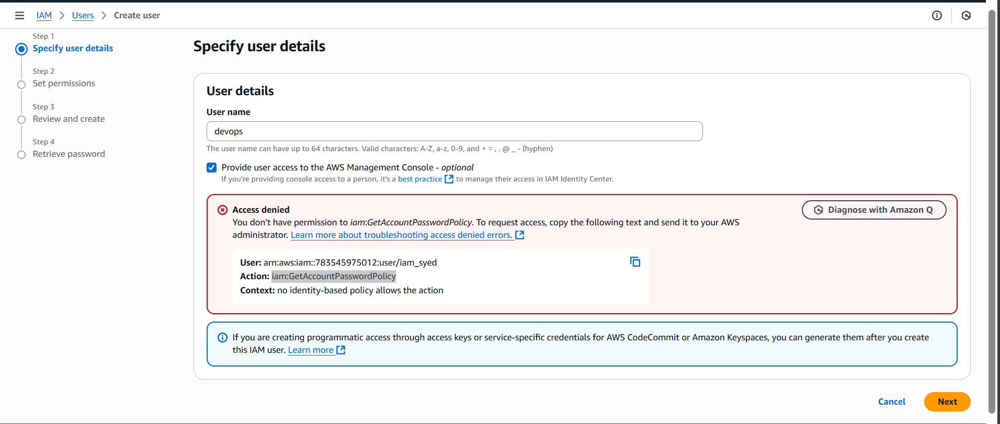 IAM > Users > Create user
Step 1
Specify user details
Step 2
Set permissions
Step 3
Review and create
Step 4
Retrieve password
Specify user details
User details
User name
devops
The user name can have up to 64 characters. Valid characters: A-Z, a-z, 0-9, and + = , . @ _ - (hyphen)
Provide user access to the AWS Management Console - optional
If you're providing console access to a person, it's a best practice to manage their access in IAM Identity Center.
Access denied
Diagnose with Amazon Q
You don't have permission to iam:GetAccountPasswordPolicy. To request access, copy the following text and send it to your AWS
administrator. Learn more about troubleshooting access denied errors.
User: arn:aws:iam::783545975012:user/iam_syed
Action: iam:GetAccountPasswordPolicy
Context: no identity-based policy allows the action
If you are creating programmatic access through access keys or service-specific credentials for AWS CodeCommit or Amazon Keyspaces, you can generate them after you create
this IAM user. Learn more
Cancel
Next